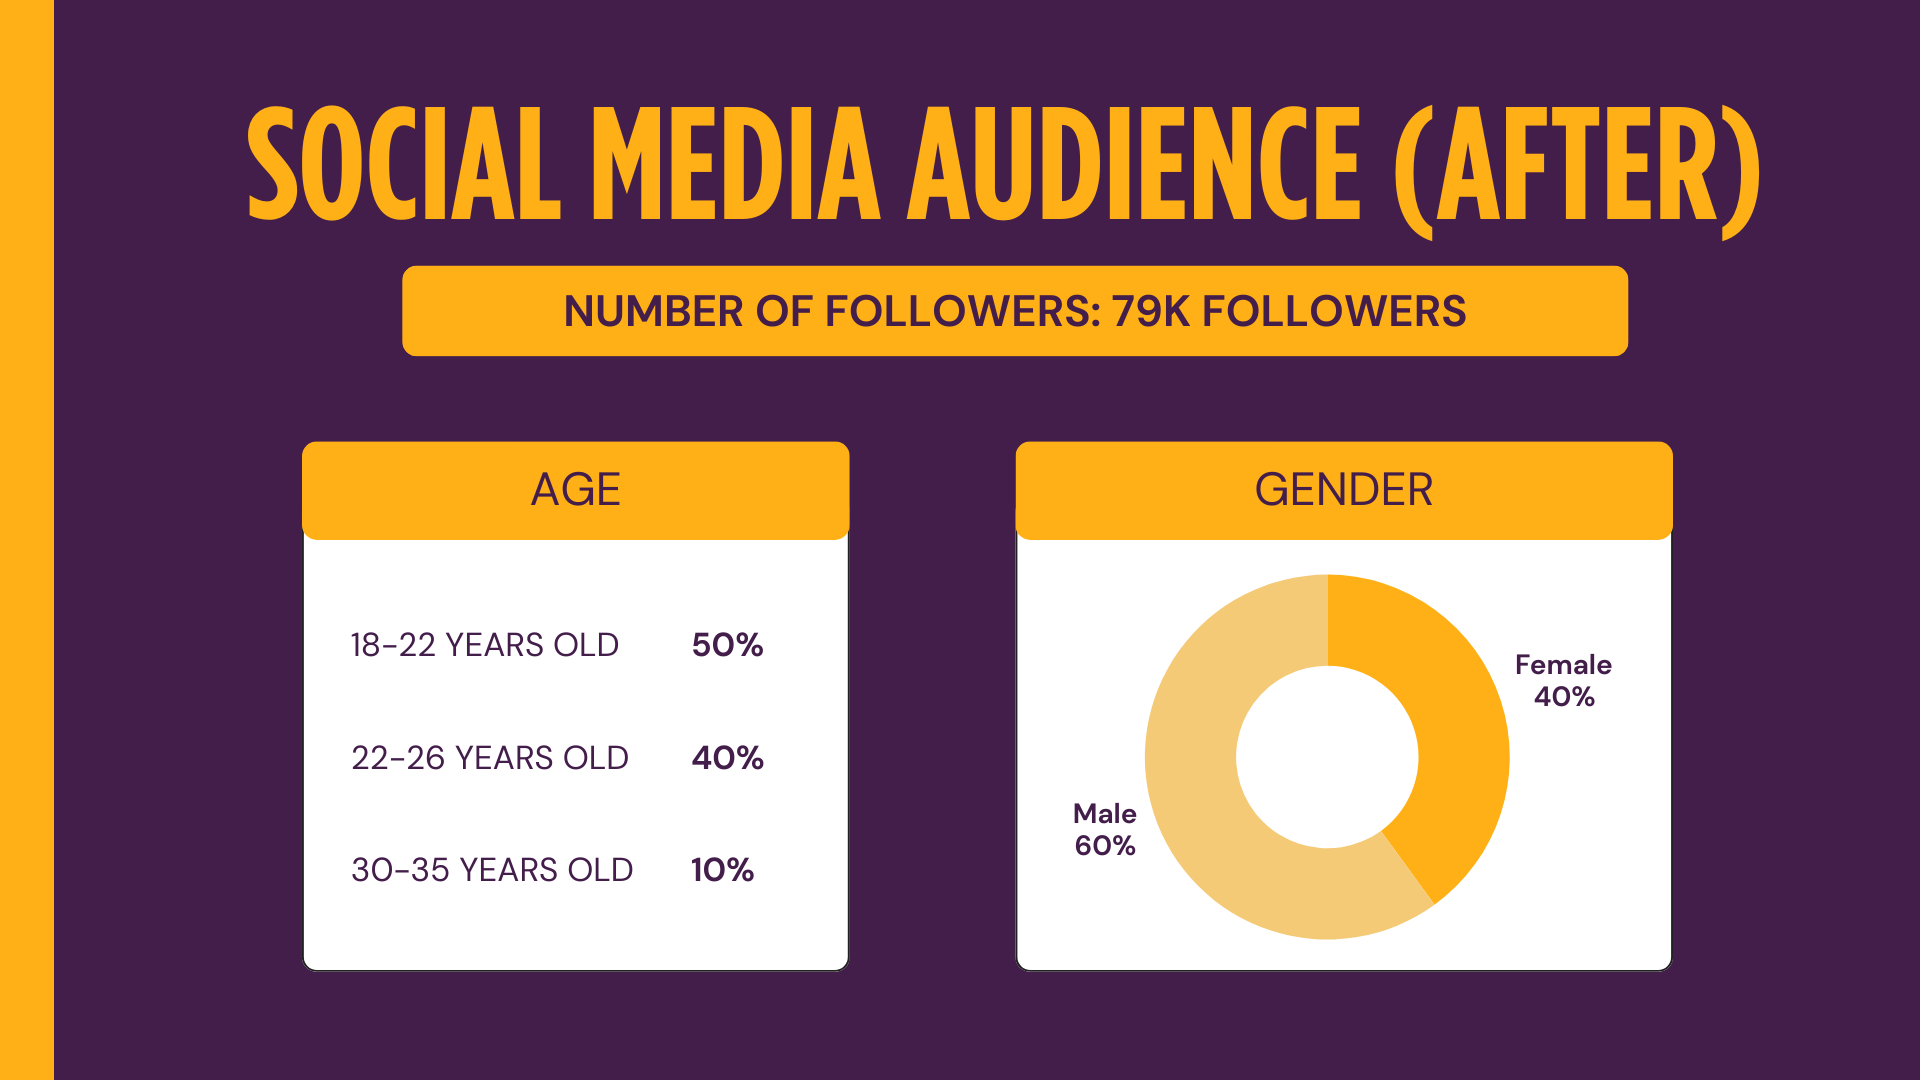 SOCIAL MEDIA AUDIENCE (AFTER)
NUMBER OF FOLLOWERS: 79K FOLLOWERS
AGE
18-22 YEARS OLD 50%
22-26 YEARS OLD 40%
30-35 YEARS OLD 10%
GENDER
Female
40%
Male
60%